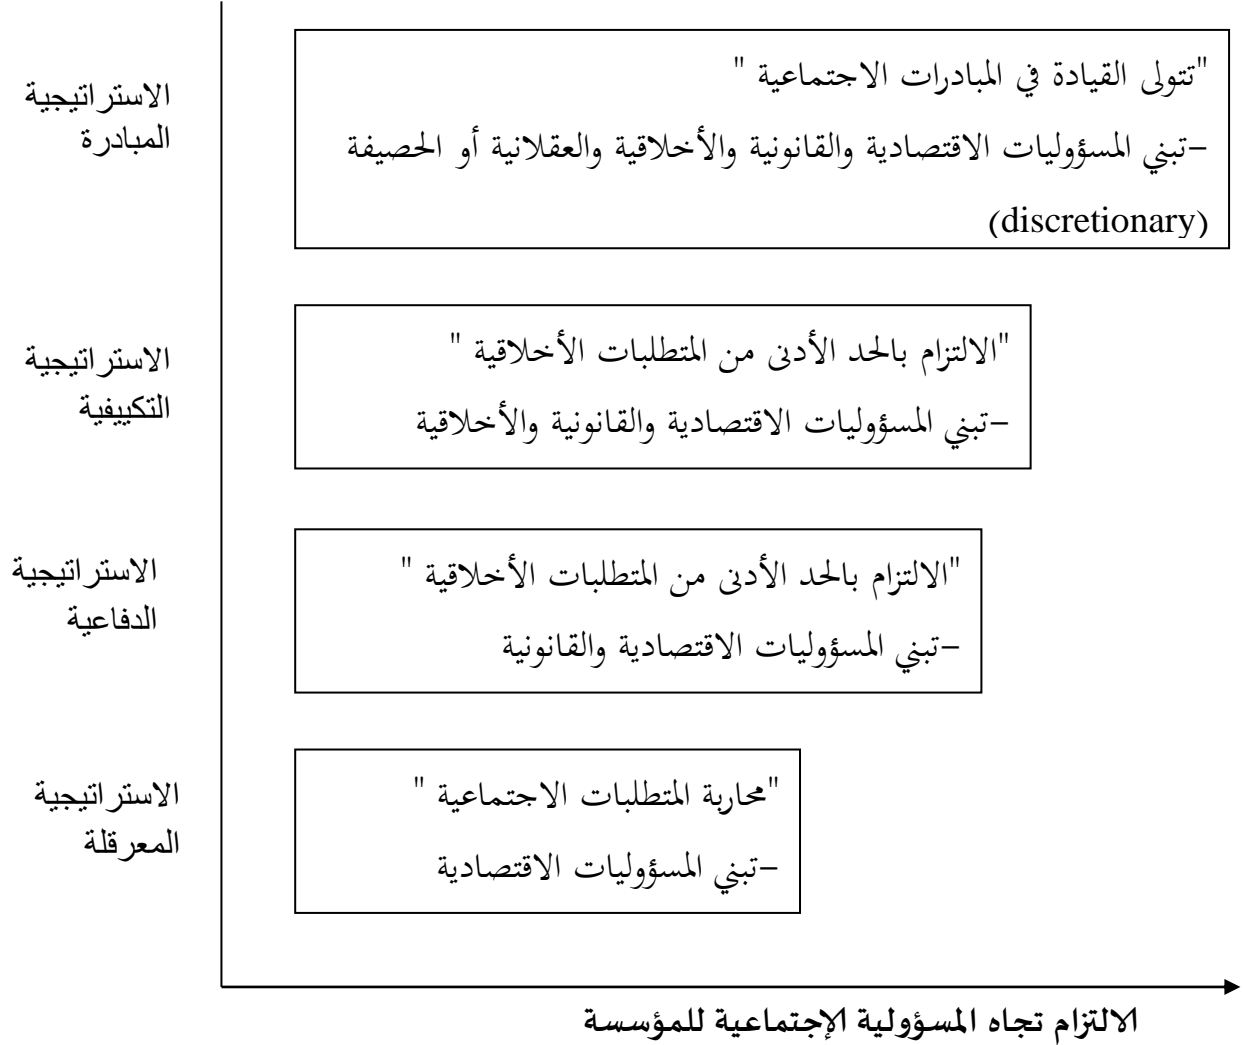 الاستراتيجية
المبادرة
"تتولى القيادة في المبادرات الاجتماعية "
-تبني المسؤوليات الاقتصادية والقانونية والأخلاقية والعقلانية أو الحصيفة
(discretionary)
الاستراتيجية
التكييفية
"الالتزام بالحد الأدنى من المتطلبات الأخلاقية "
-تبني المسؤوليات الاقتصادية والقانونية والأخلاقية
الاستراتيجية
الدفاعية
"الالتزام بالحد الأدنى من المتطلبات الأخلاقية "
-تبني المسؤوليات الاقتصادية والقانونية
الاستراتيجية
المعرقلة
"محاربة المتطلبات الاجتماعية "
-تبني المسؤوليات الاقتصادية
الالتزام تجاه المسؤولية الإجتماعية للمؤسسة